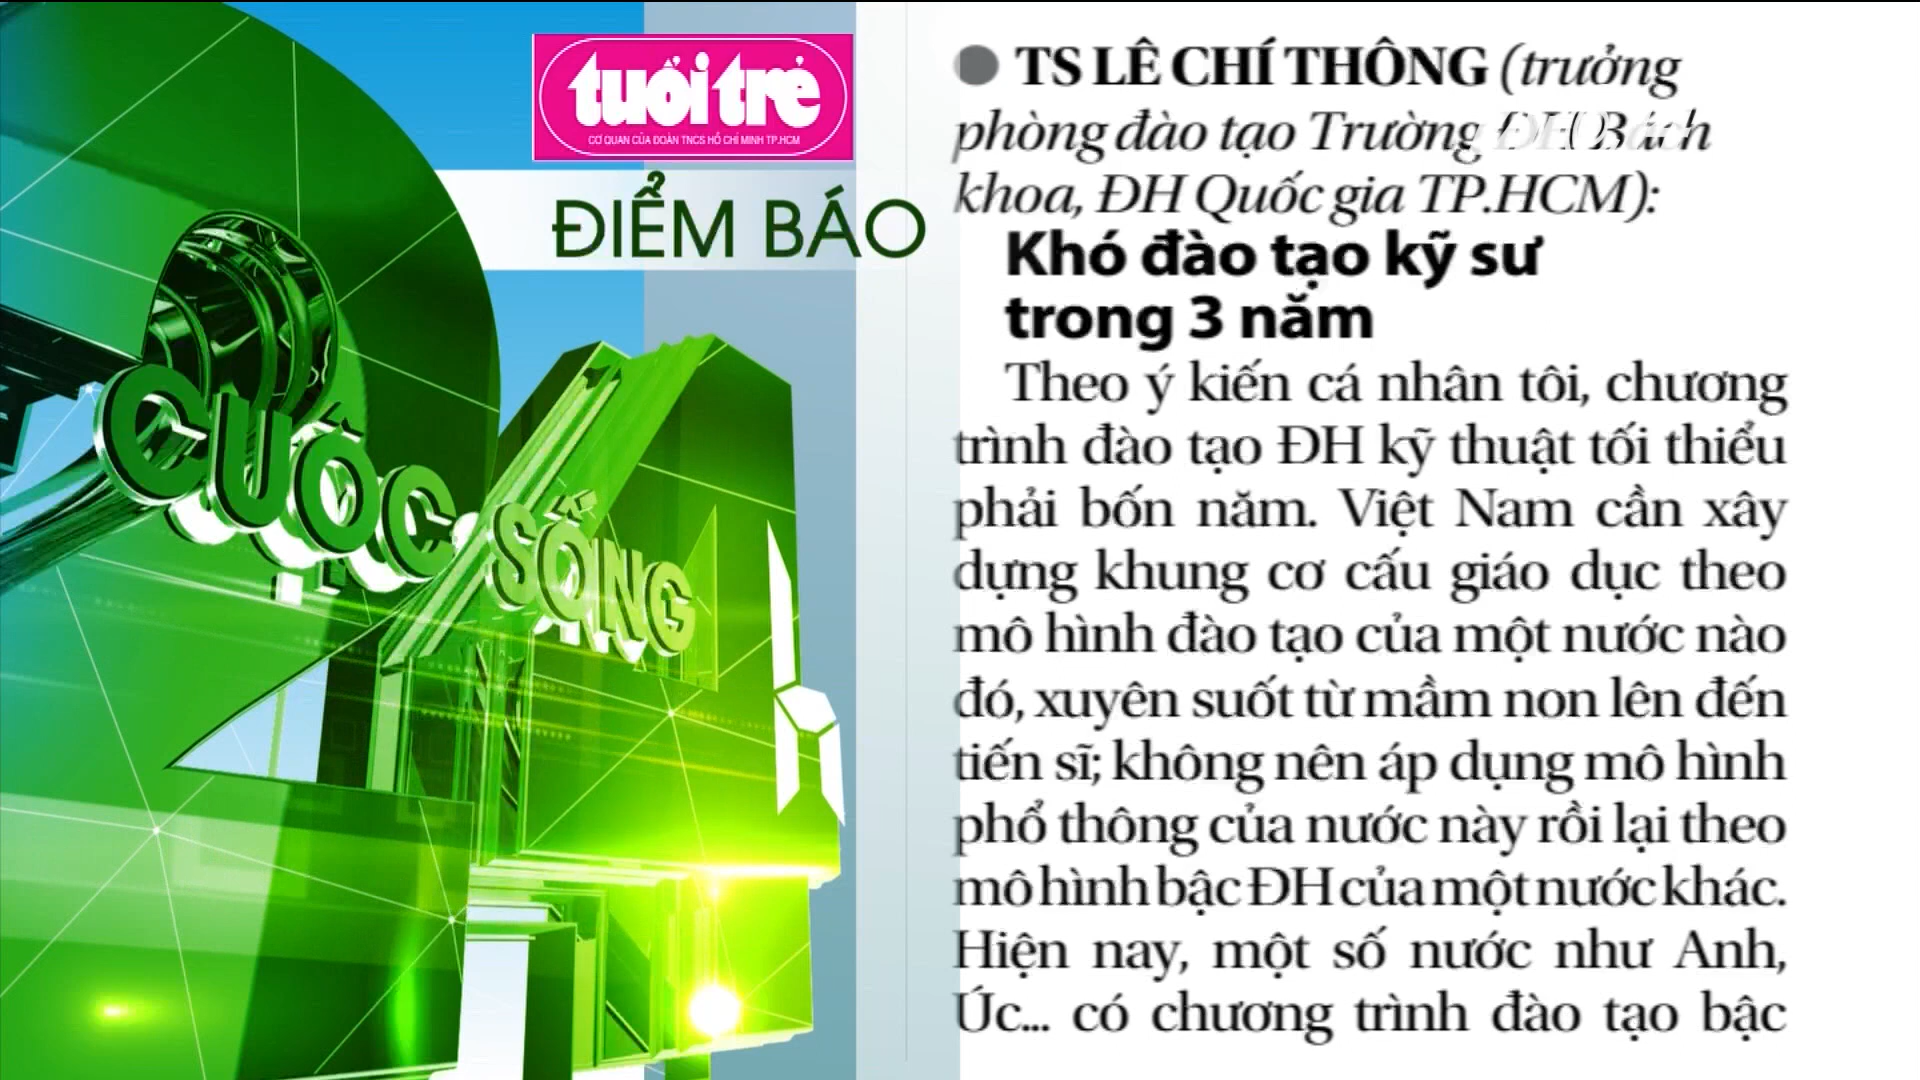 tuổi trẻ
CƠ QUAN CỦA ĐOÀN TNCS HỒ CHÍ MINH TP.HCM
ĐIỂM BÁO
CUỘC SỐNG
24h
TS LÊ CHÍ THÔNG (trưởng
phòng đào tạo Trường ĐH Bách
khoa, ĐH Quốc gia TP.HCM):
Khó đào tạo kỹ sư
trong 3 năm
Theo ý kiến cá nhân tôi, chương
trình đào tạo ĐH kỹ thuật tối thiểu
phải bốn năm. Việt Nam cần xây
dựng khung cơ cấu giáo dục theo
mô hình đào tạo của một nước nào
đó, xuyên suốt từ mầm non lên đến
tiến sĩ; không nên áp dụng mô hình
phổ thông của nước này rồi lại theo
mô hình bậc ĐH của một nước khác.
Hiện nay, một số nước như Anh,
Úc... có chương trình đào tạo bậc